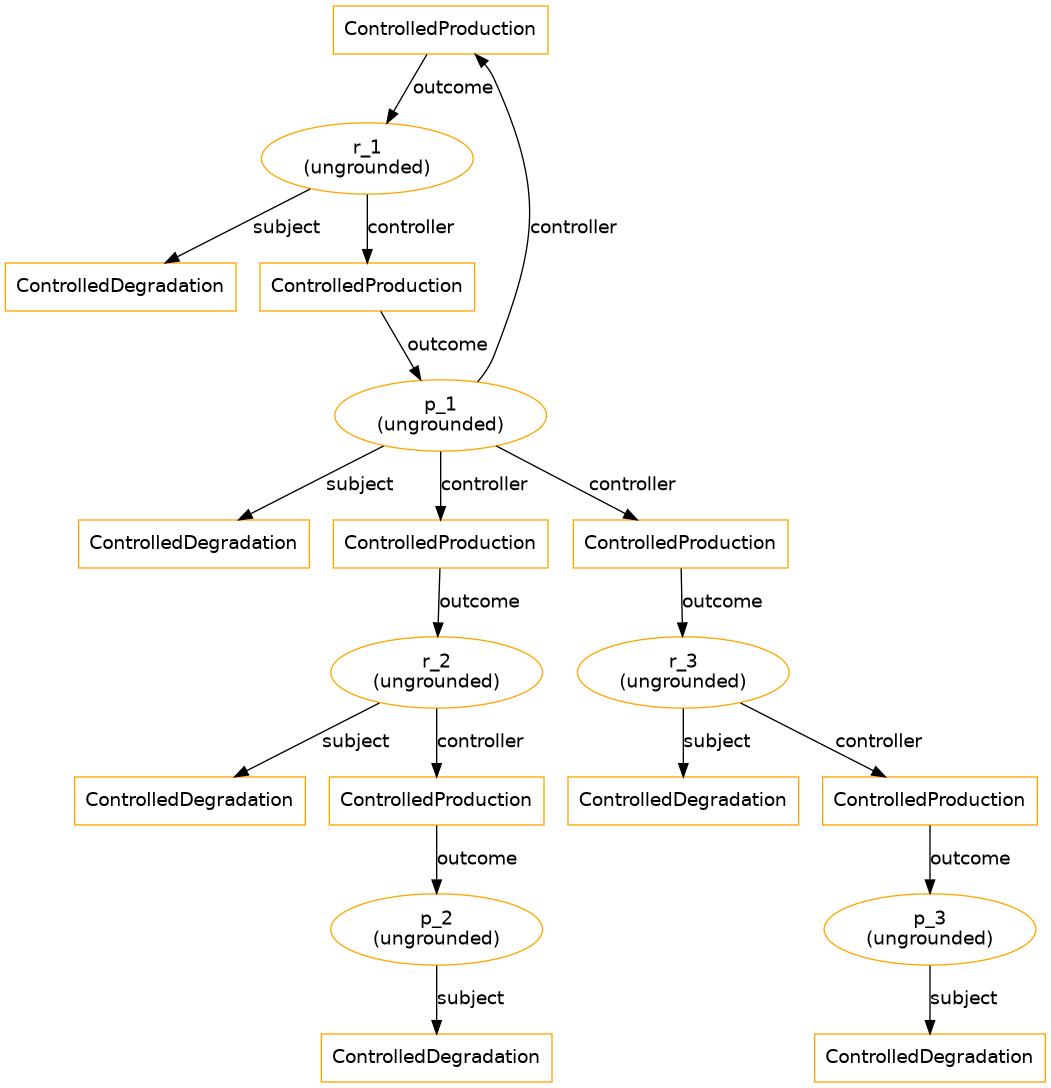 ControlledProduction
outcome
r_1
(ungrounded)
subject
controller
controller
ControlledDegradation
ControlledProduction
outcome
p_1
(ungrounded)
subject
controller
controller
ControlledDegradation
ControlledProduction
ControlledProduction
outcome
outcome
r_2
(ungrounded)
r_3
(ungrounded)
subject
controller
subject
controller
ControlledDegradation
ControlledProduction
ControlledDegradation
ControlledProduction
outcome
outcome
p_2
(ungrounded)
p_3
(ungrounded)
subject
subject
ControlledDegradation
ControlledDegradation